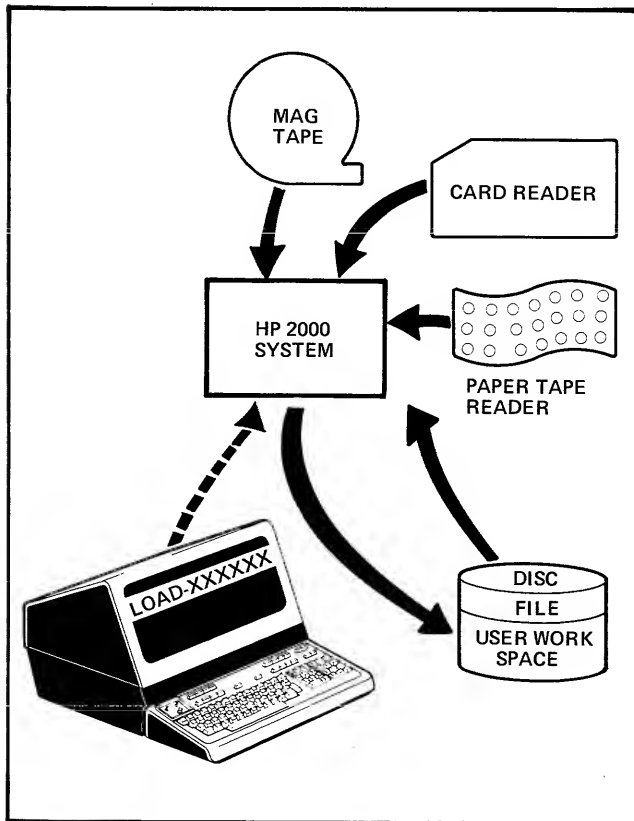 MAG
TAPE
CARD READER
HP 2000
SYSTEM
PAPER TAPE
READER
LOAD-XXXXXX
DISC
FILE
USER WORK
SPACE